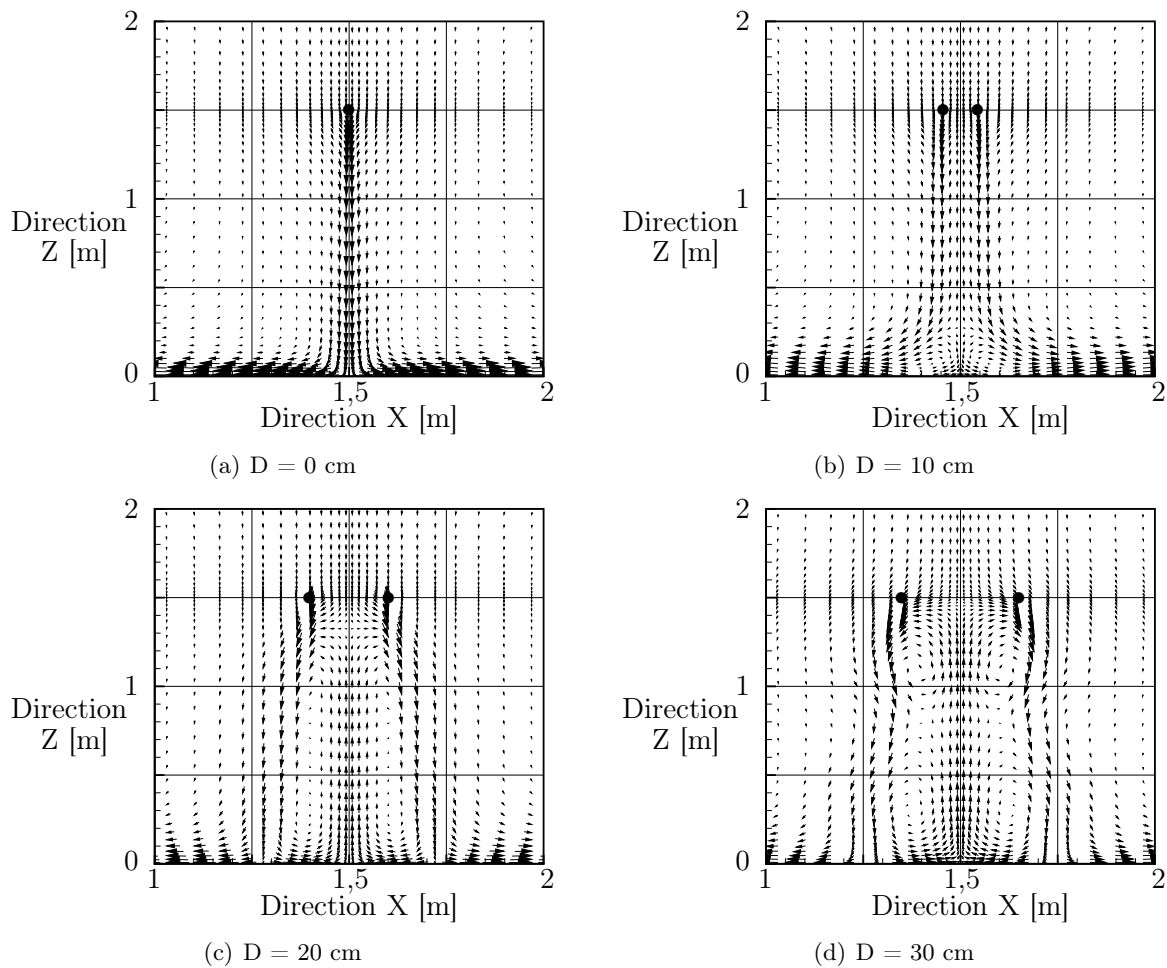 2
1
Direction
Z [m]
0
1
1,5
2
Direction X [m]
(a) D = 0 cm
2
1
Direction
Z [m]
0
1
1,5
2
Direction X [m]
(b) D = 10 cm
2
1
Direction
Z [m]
0
1
1,5
2
Direction X [m]
(c) D = 20 cm
2
1
Direction
Z [m]
0
1
1,5
2
Direction X [m]
(d) D = 30 cm